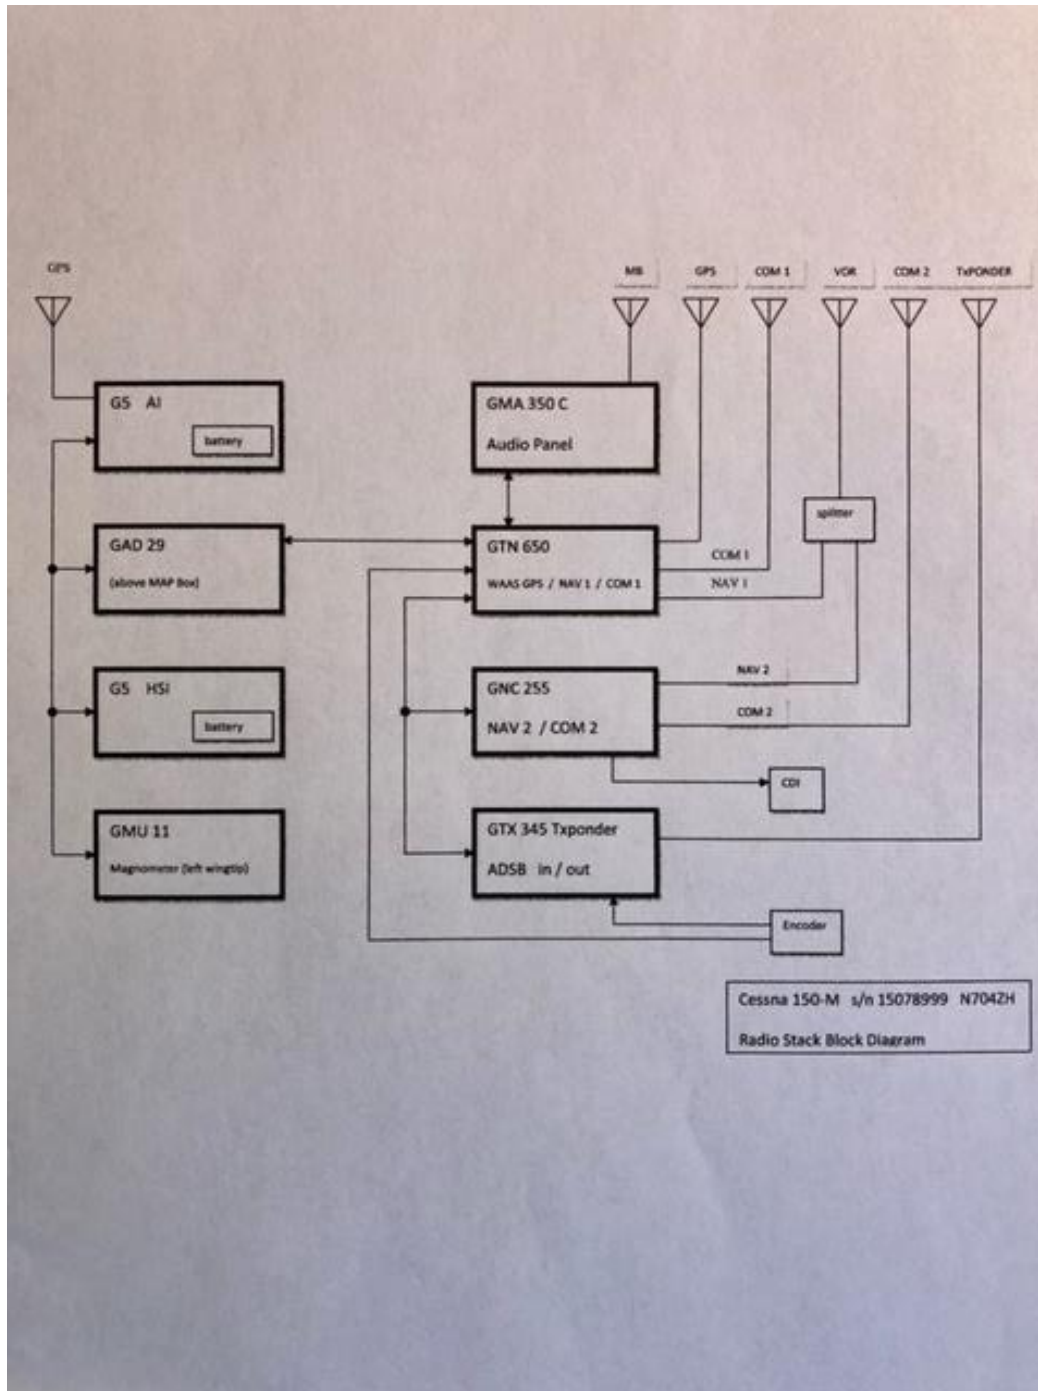 GPS
MB GPS COM 1 VOR COM 2 TxPONDER
G5 AI
battery
GMA 350 C
Audio Panel
splitter
GAD 29
(above MAP Box)
GTN 650
WAAS GPS / NAV 1 / COM 1
COM 1
NAV 1
G5 HSI
battery
GNC 255
NAV 2 / COM 2
NAV 2
COM 2
CDI
GMU 11
Magnometer (left wingtip)
GTX 345 Txponder
ADSB in / out
Encoder
Cessna 150-M s/n 15078999 N704ZH
Radio Stack Block Diagram